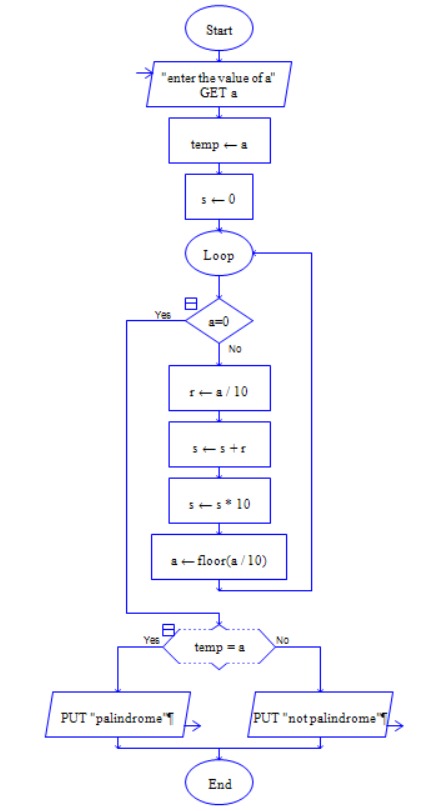 Start
"enter the value of a"
GET a
temp ← a
s ← 0
Loop
Yes
a=0
No
r ← a / 10
s ← s + r
s ← s * 10
a ← floor(a / 10)
Yes
temp = a
No
PUT "palindrome"¶
PUT "not palindrome"¶
End